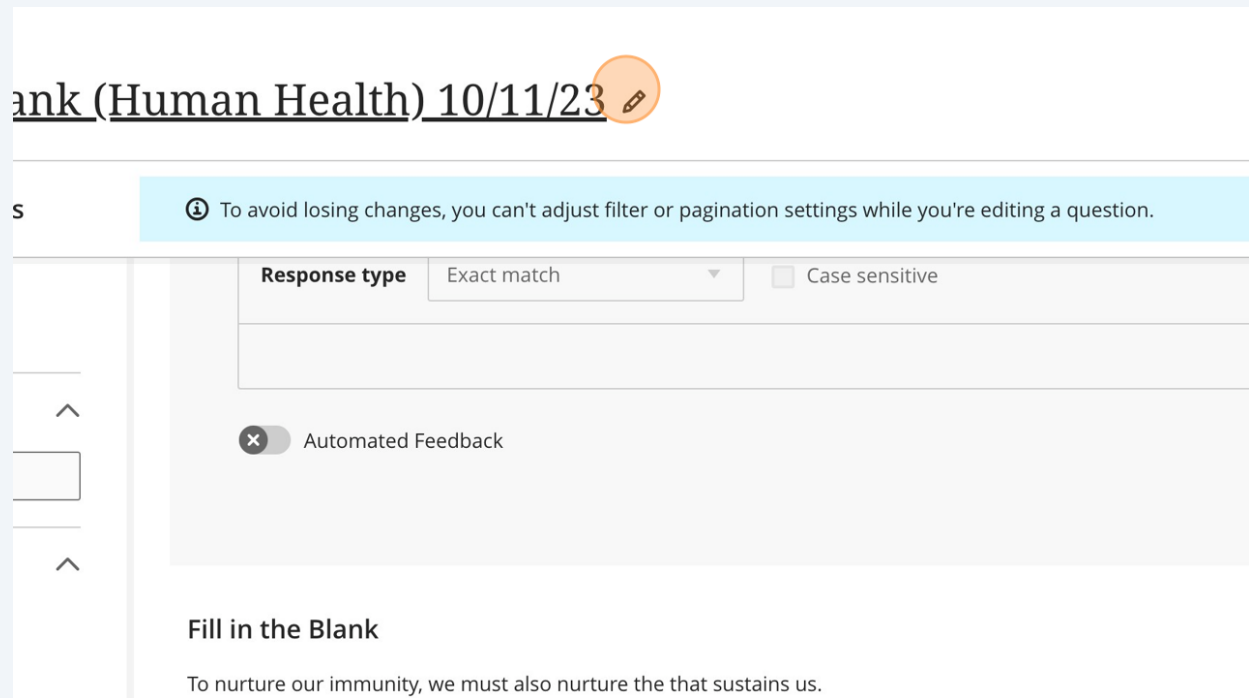 ank (Human Health) 10/11/23
s
To avoid losing changes, you can't adjust filter or pagination settings while you're editing a question.
Response type Exact match Case sensitive
Automated Feedback
Fill in the Blank
To nurture our immunity, we must also nurture the that sustains us.